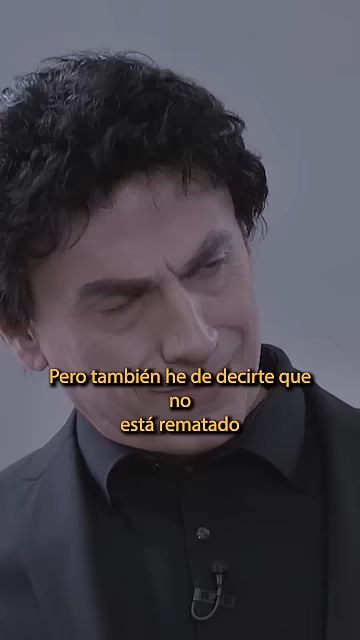 Pero también he de decirte que
no
está rematado